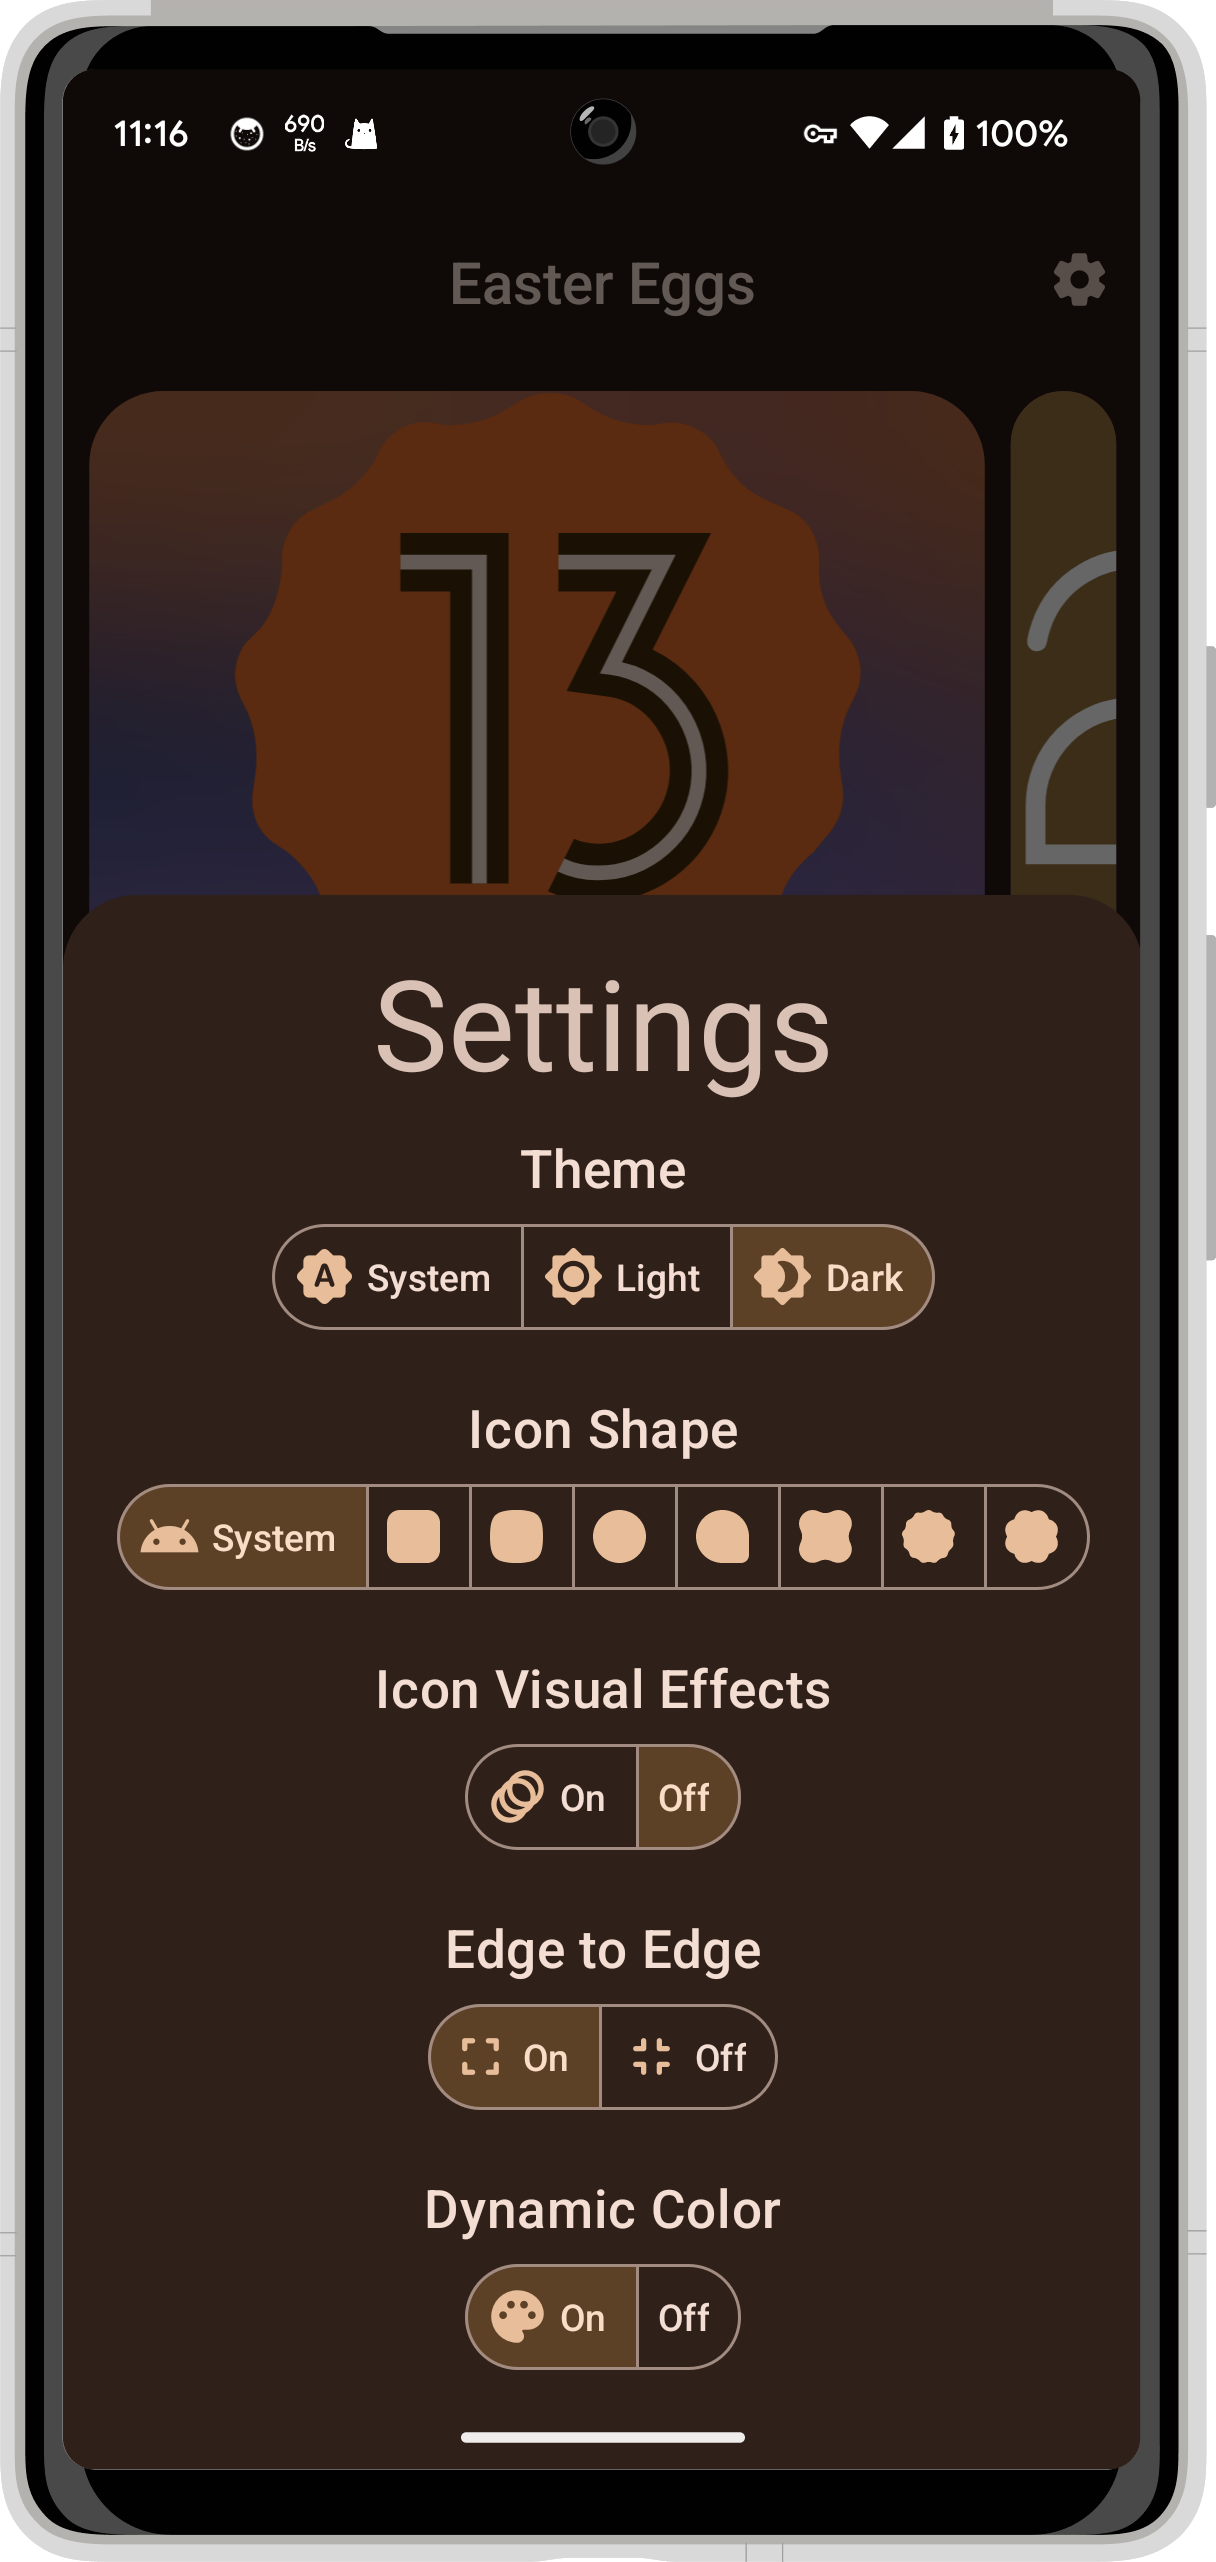 11:16 690 B/s 100%
Easter Eggs
13
2
Settings
Theme
System Light Dark
Icon Shape
System
Icon Visual Effects
On Off
Edge to Edge
On Off
Dynamic Color
On Off